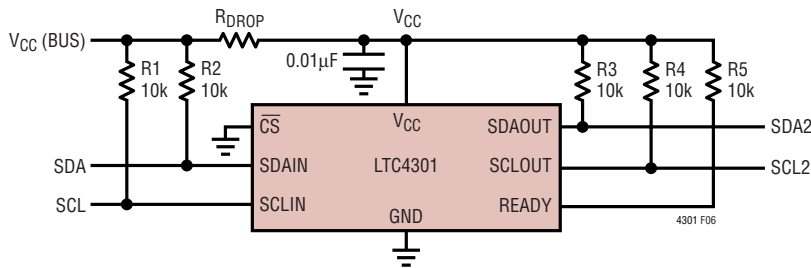 RDROP
VCC
VCC (BUS)
0.01µF
R1
10k
R2
10k
R3
10k
R4
10k
R5
10k
CS
VCC
SDAOUT
SDA2
SDA
SDAIN
LTC4301
SCLOUT
SCL2
SCL
SCLIN
GND
READY
4301 F06